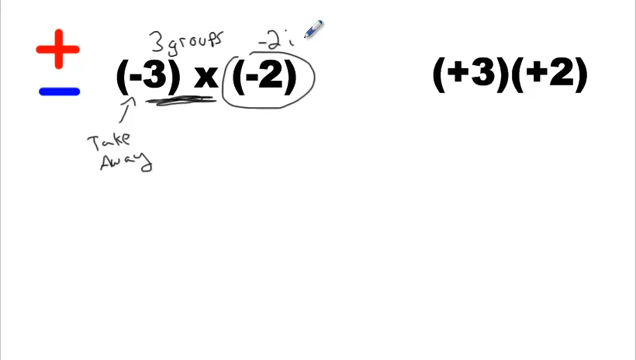 3 groups -2 i
+ (-3) x (-2) (+3)(+2)
−
Take
Away